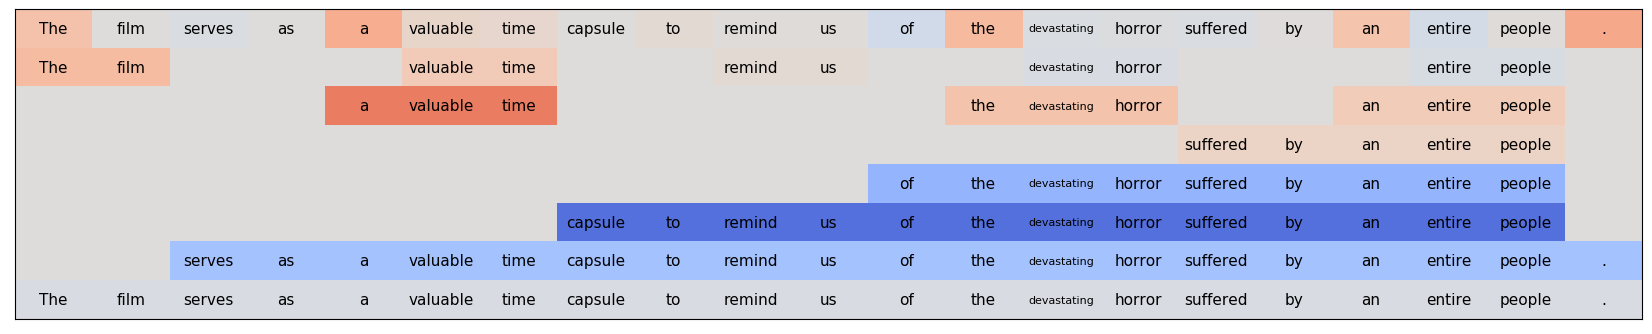 The film serves as a valuable time capsule to remind us of the devastating horror suffered by an entire people .
The film valuable time remind us devastating horror entire people
a valuable time the devastating horror an entire people
suffered by an entire people
of the devastating horror suffered by an entire people
capsule to remind us of the devastating horror suffered by an entire people
serves as a valuable time capsule to remind us of the devastating horror suffered by an entire people .
The film serves as a valuable time capsule to remind us of the devastating horror suffered by an entire people .